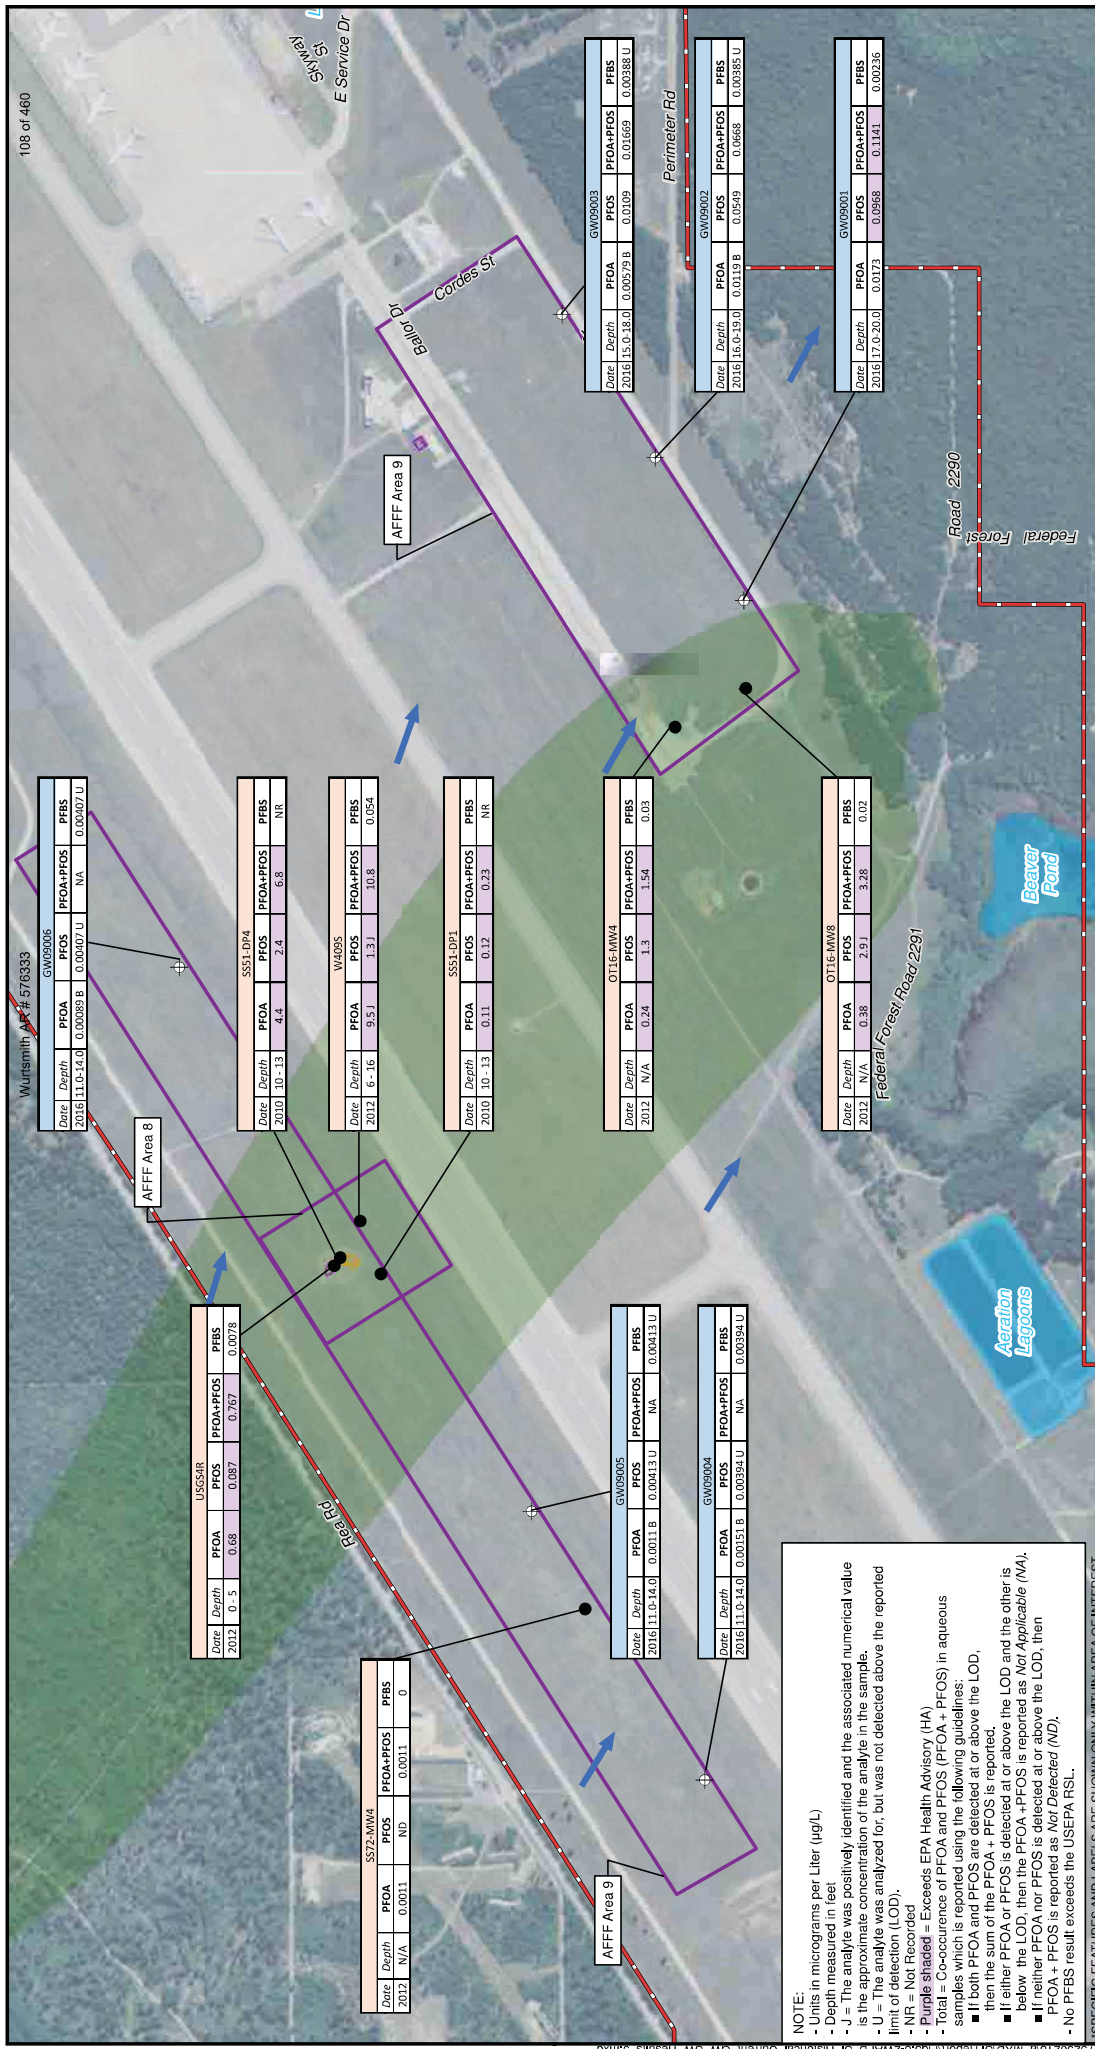 108 of 460
Wurtsmith AR # 576333
Skyway
St
E Service Dr
GW09003
Date Depth PFOA PFOS PFOA+PFOS PFBS
2016 15.0-18.0 0.00579 B 0.0109 0.01669 0.00388 U
Perimeter Rd
GW09002
Date Depth PFOA PFOS PFOA+PFOS PFBS
2016 16.0-19.0 0.0119 B 0.0549 0.0668 0.00385 U
GW09001
Date Depth PFOA PFOS PFOA+PFOS PFBS
2016 17.0-20.0 0.0173 0.0968 0.1141 0.00236
Cordes St
Ballor Dr
AFFF Area 9
Road 2290
Federal
Forest
GW09006
Date Depth PFOA PFOS PFOA+PFOS PFBS
2016 11.0-14.0 0.00089 B 0.00407 U NA 0.00407 U
SS51-DP4
Date Depth PFOA PFOS PFOA+PFOS PFBS
2010 10 - 13 4.4 2.4 6.8 NR
W409S
Date Depth PFOA PFOS PFOA+PFOS PFBS
2012 6 - 16 9.5 J 1.3 J 10.8 0.054
SS51-DP1
Date Depth PFOA PFOS PFOA+PFOS PFBS
2010 10 - 13 0.11 0.12 0.23 NR
OT16-MW4
Date Depth PFOA PFOS PFOA+PFOS PFBS
2012 N/A 0.24 1.3 1.54 0.03
OT16-MW8
Date Depth PFOA PFOS PFOA+PFOS PFBS
2012 N/A 0.38 2.9 J 3.28 0.02
Federal Forest Road 2291
Beaver
Pond
AFFF Area 8
Aeration
Lagoons
USGS4R
Date Depth PFOA PFOS PFOA+PFOS PFBS
2012 0 - 5 0.68 0.087 0.767 0.0078
Rea Rd
GW09005
Date Depth PFOA PFOS PFOA+PFOS PFBS
2016 11.0-14.0 0.0011 B 0.00413 U NA 0.00413 U
GW09004
Date Depth PFOA PFOS PFOA+PFOS PFBS
2016 11.0-14.0 0.00151 B 0.00394 U NA 0.00394 U
SS72-MW4
Date Depth PFOA PFOS PFOA+PFOS PFBS
2012 N/A 0.0011 ND 0.0011 0
AFFF Area 9
NOTE:
- Units in micrograms per Liter (µg/L)
- Depth measured in feet
- J = The analyte was positively identified and the associated numerical value
is the approximate concentration of the analyte in the sample.
- U = The analyte was analyzed for, but was not detected above the reported
limit of detection (LOD).
- NR = Not Recorded
- Purple shaded = Exceeds EPA Health Advisory (HA)
- Total = Co-occurence of PFOA and PFOS (PFOA + PFOS) in aqueous
samples which is reported using the following guidelines:
■ If both PFOA and PFOS are detected at or above the LOD,
then the sum of the PFOA + PFOS is reported.
■ If either PFOA or PFOS is detected at or above the LOD and the other is
below the LOD, then the PFOA +PFOS is reported as Not Applicable (NA).
■ If neither PFOA nor PFOS is detected at or above the LOD, then
PFOA + PFOS is reported as Not Detected (ND).
- No PFBS result exceeds the USEPA RSL.